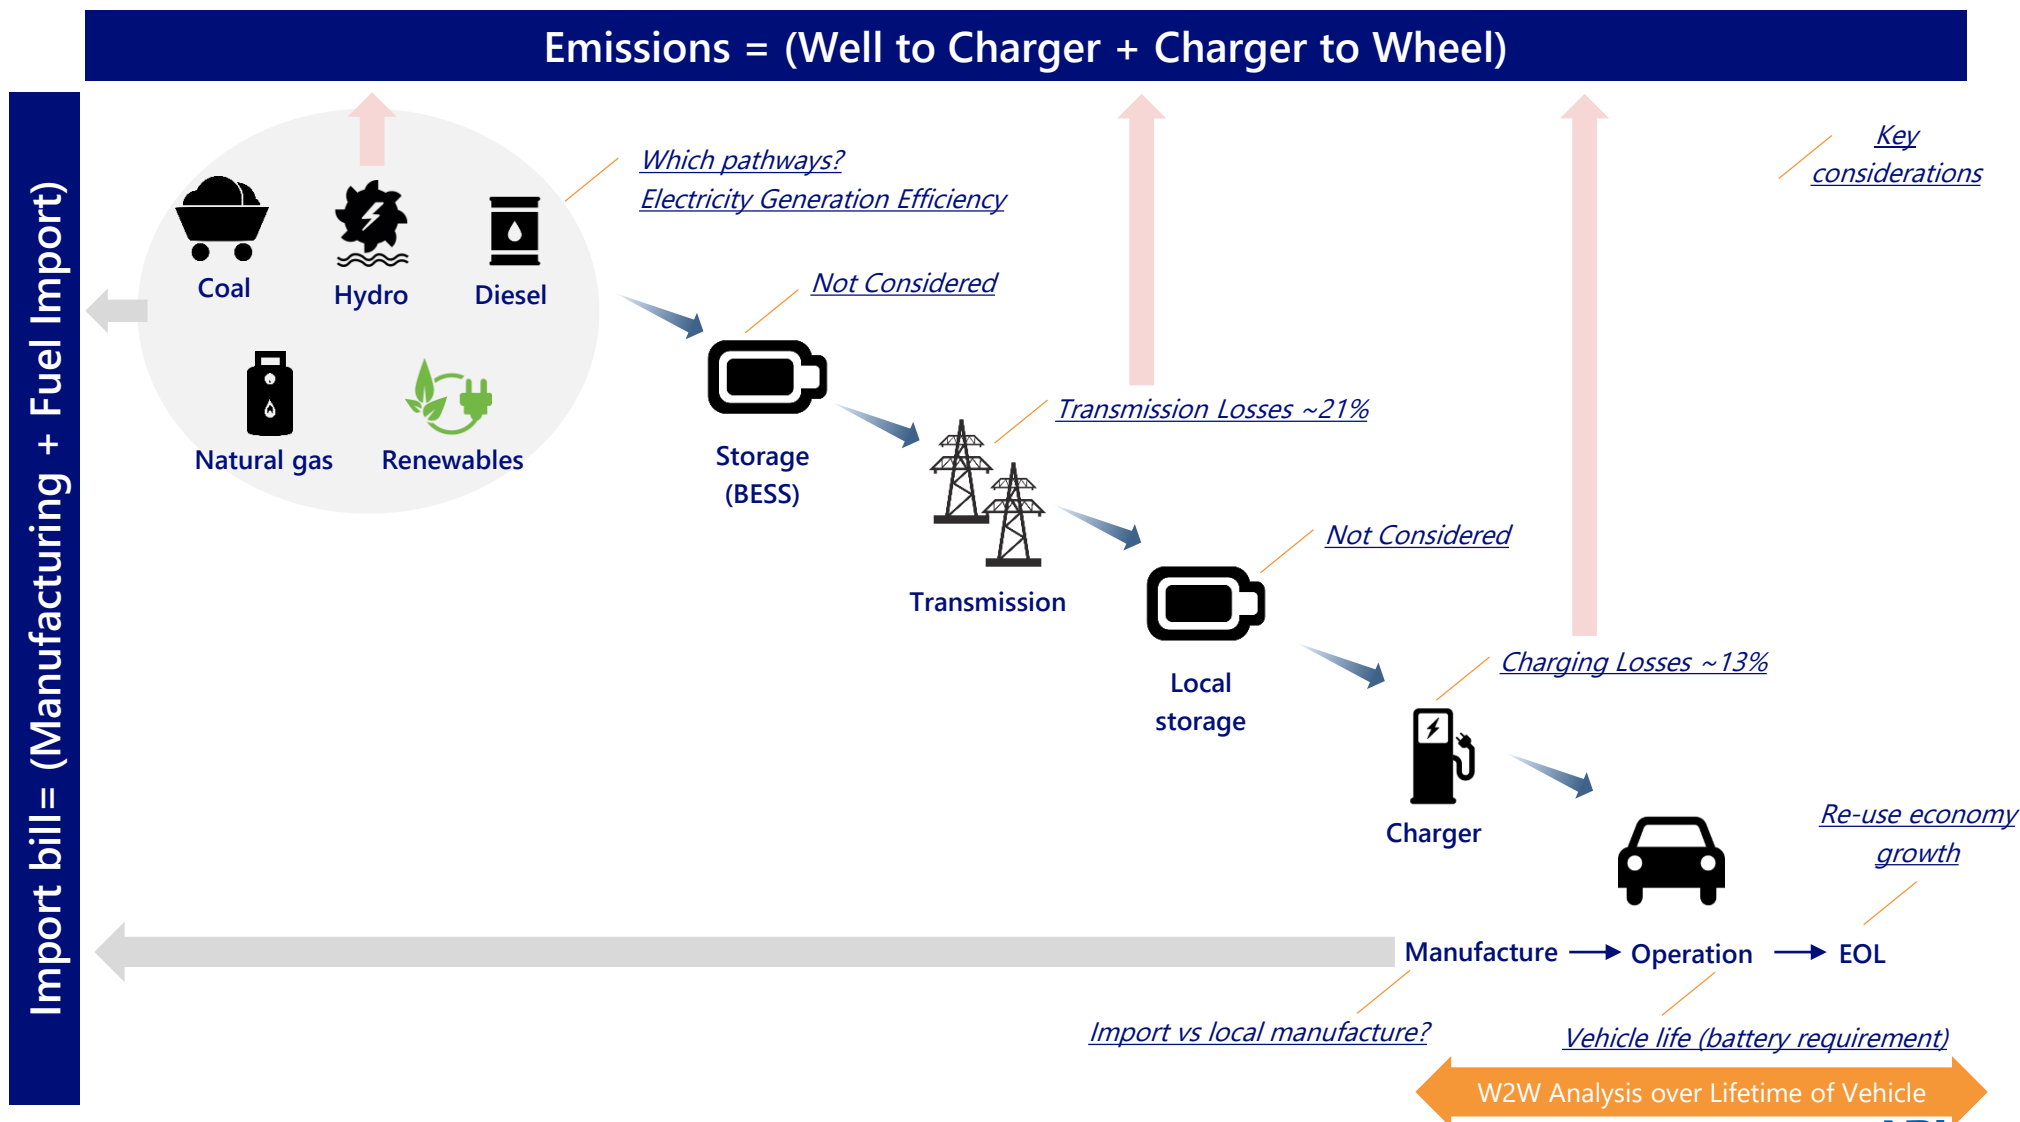 Emissions = (Well to Charger + Charger to Wheel)
Import bill= (Manufacturing + Fuel Import)
Key
considerations
Which pathways?
Electricity Generation Efficiency
Coal
Hydro
Diesel
Natural gas
Renewables
Not Considered
Storage
(BESS)
Transmission Losses ~21%
Transmission
Not Considered
Local
storage
Charging Losses ~13%
Charger
Re-use economy
growth
Manufacture
Operation
EOL
Import vs local manufacture?
Vehicle life (battery requirement)
W2W Analysis over Lifetime of Vehicle